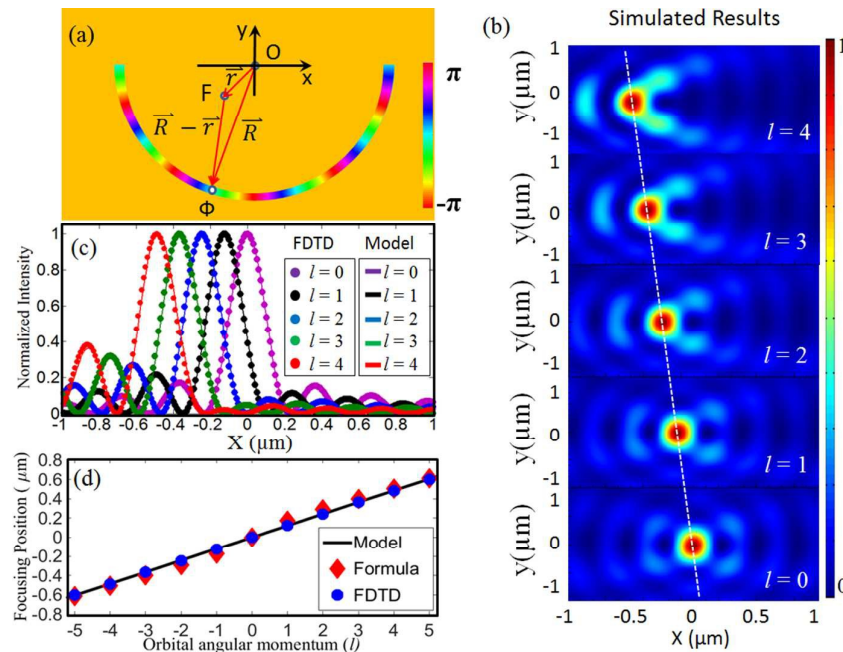 (a)
y
O
x
F
r
R - r
R
Φ
π
-π
(b)
Simulated Results
1
0
y(μm)
1
0
-1
l = 4
y(μm)
1
0
-1
l = 3
y(μm)
1
0
-1
l = 2
y(μm)
1
0
-1
l = 1
y(μm)
1
0
-1
l = 0
-1 -0.5 0 0.5 1
X (μm)
(c)
Normalized Intensity
1
0.8
0.6
0.4
0.2
0
FDTD Model
l = 0 l = 0
l = 1 l = 1
l = 2 l = 2
l = 3 l = 3
l = 4 l = 4
-1 -0.8 -0.6 -0.4 -0.2 0 0.2 0.4 0.6 0.8 1
X (μm)
(d)
Focusing Position ( μm)
0.8
0.6
0.4
0.2
0
-0.2
-0.4
-0.6
-0.8
Model
Formula
FDTD
-5 -4 -3 -2 -1 0 1 2 3 4 5
Orbital angular momentum (l)